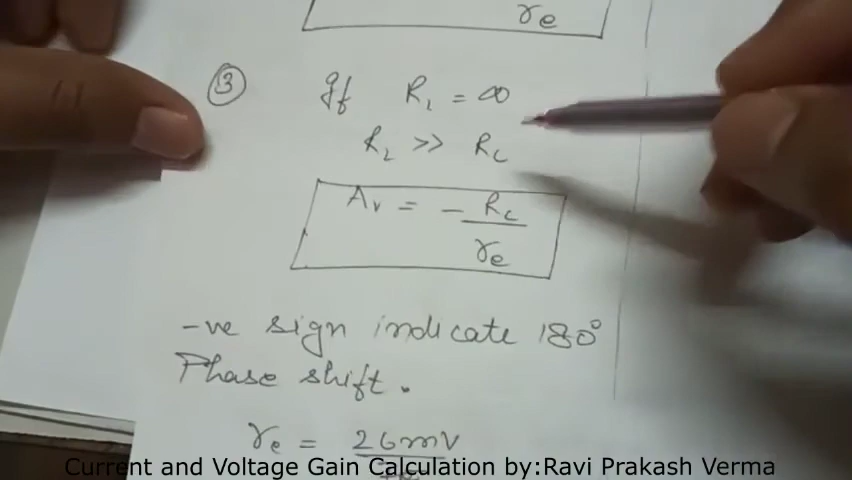 re
③ If R₁ = ∞
R₂ >> Rc
Av = - Rc / re
-ve sign indicate 180°
Phase shift.
re = 26mV
Current and Voltage Gain Calculation by:Ravi Prakash Verma